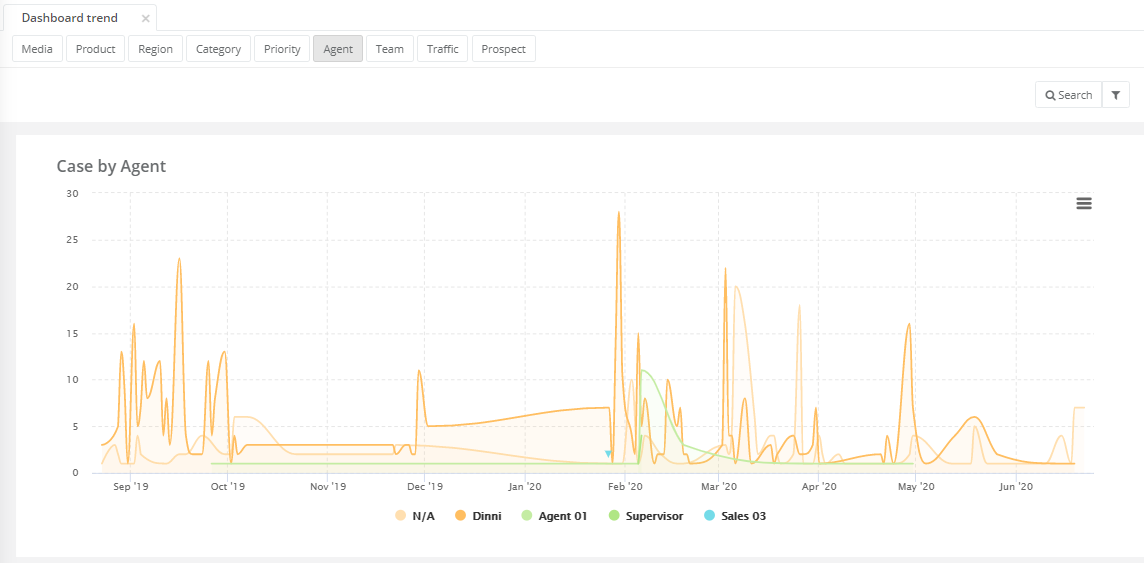 Dashboard trend ×
Media Product Region Category Priority Agent Team Traffic Prospect
Search
Case by Agent
30
25
20
15
10
5
0
Sep '19 Oct '19 Nov '19 Dec '19 Jan '20 Feb '20 Mar '20 Apr '20 May '20 Jun '20
N/A Dinni Agent 01 Supervisor Sales 03